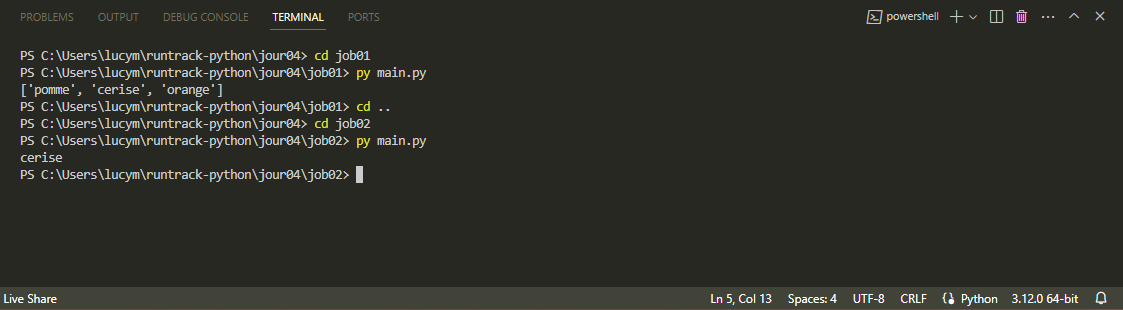 PROBLEMS OUTPUT DEBUG CONSOLE TERMINAL PORTS powershell
PS C:\Users\lucym\runtrack-python\jour04> cd job01
PS C:\Users\lucym\runtrack-python\jour04\job01> py main.py
['pomme', 'cerise', 'orange']
PS C:\Users\lucym\runtrack-python\jour04\job01> cd ..
PS C:\Users\lucym\runtrack-python\jour04> cd job02
PS C:\Users\lucym\runtrack-python\jour04\job02> py main.py
cerise
PS C:\Users\lucym\runtrack-python\jour04\job02>
Live Share Ln 5, Col 13 Spaces: 4 UTF-8 CRLF Python 3.12.0 64-bit